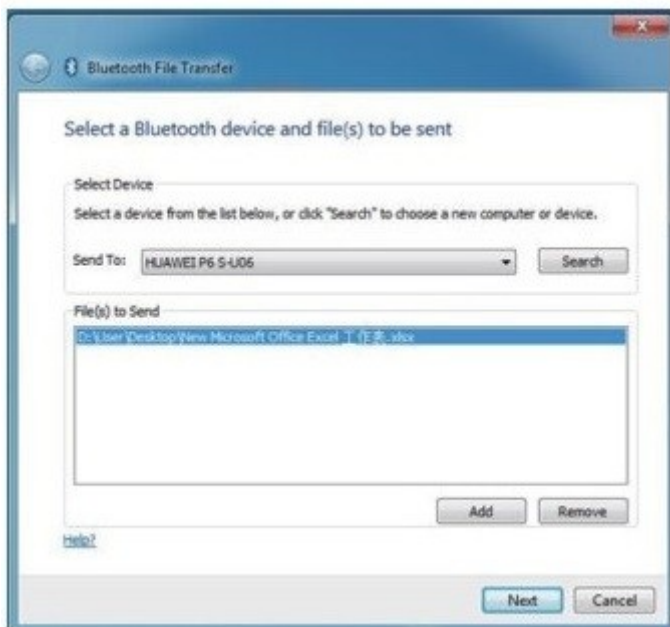 Bluetooth File Transfer
Select a Bluetooth device and file(s) to be sent
Select Device
Select a device from the list below, or click "Search" to choose a new computer or device.
Send To: HUAWEI P6 S-U06 Search
File(s) to Send
D:\User\Desktop\New Microsoft Office Excel 工作表.xlsx
Add Remove
Help?
Next Cancel